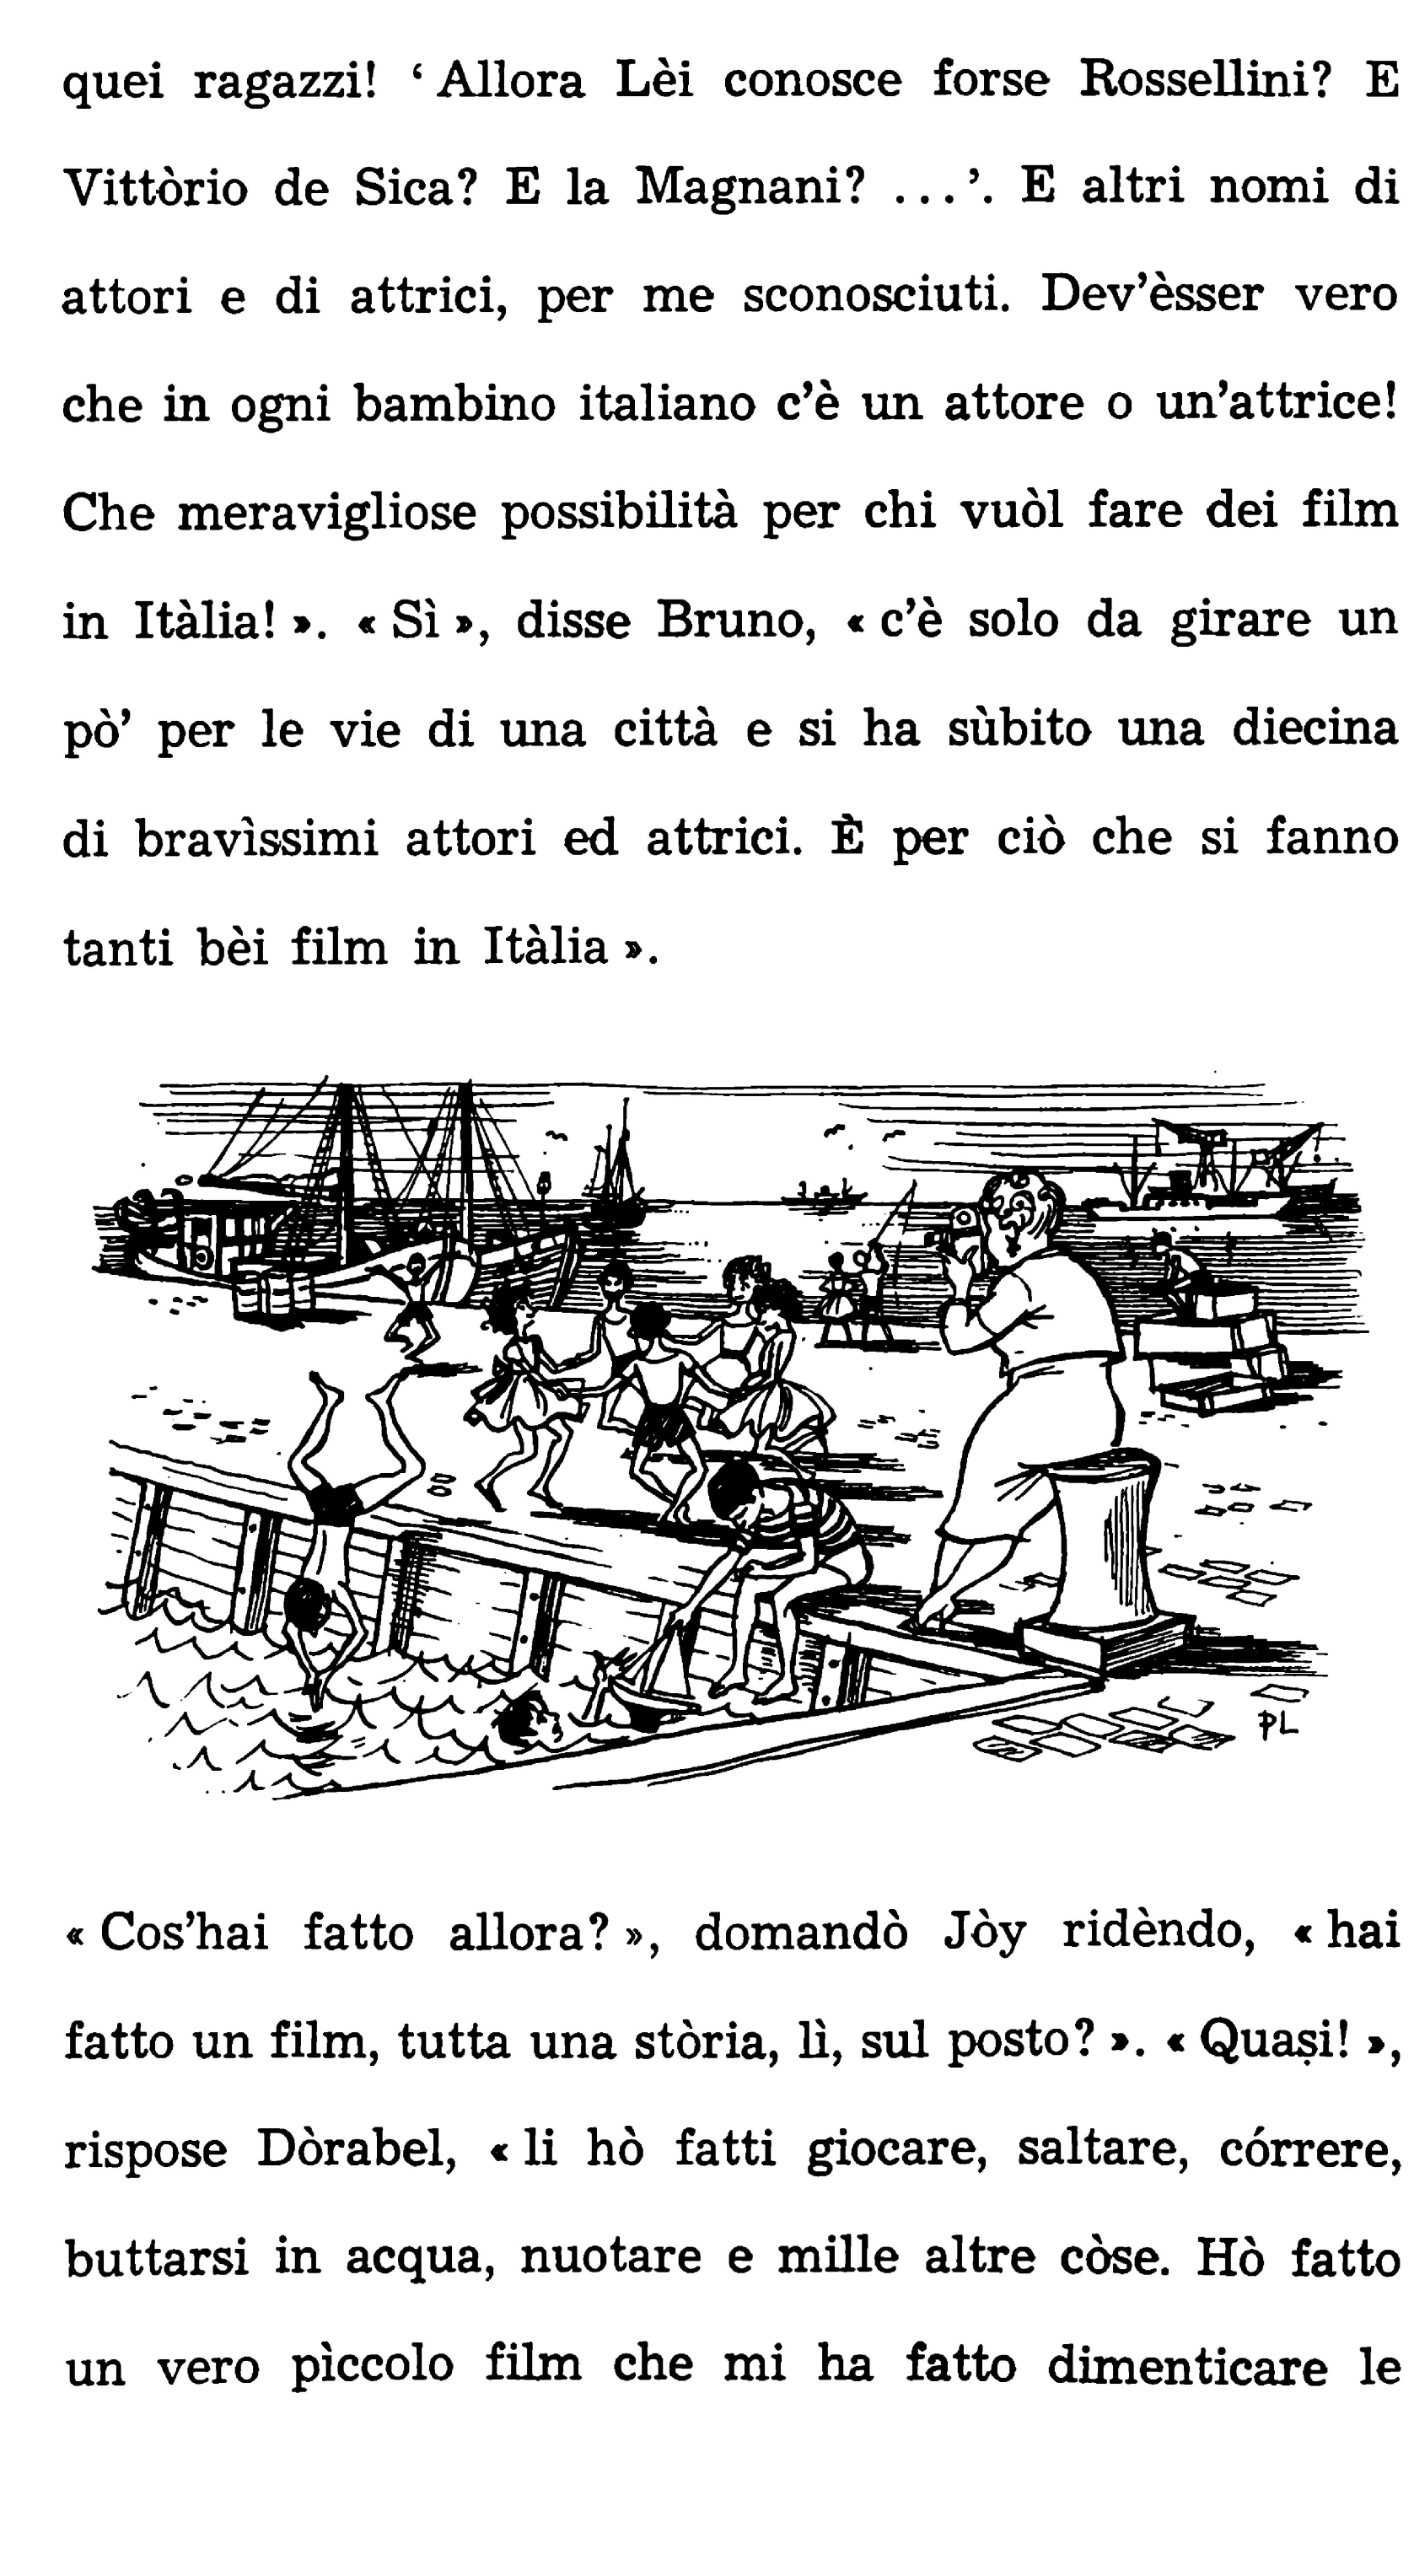 quei ragazzi! ‘ Allora Lèi conosce forse Rossellini? E
Vittòrio de Sica? E la Magnani? ...’. E altri nomi di
attori e di attrici, per me sconosciuti. Dev’èsser vero
che in ogni bambino italiano c’è un attore o un’attrice!
Che meravigliose possibilità per chi vuòl fare dei film
in Itàlia! ». « Sì », disse Bruno, « c’è solo da girare un
pò’ per le vie di una città e si ha sùbito una diecina
di bravìssimi attori ed attrici. È per ciò che si fanno
tanti bèi film in Itàlia ».
PL
« Cos’hai fatto allora? », domandò Jòy ridèndo, « hai
fatto un film, tutta una stòria, lì, sul posto? ». « Quaṣi! »,
rispose Dòrabel, « li hò fatti giocare, saltare, córrere,
buttarsi in acqua, nuotare e mille altre còse. Hò fatto
un vero pìccolo film che mi ha fatto dimenticare le